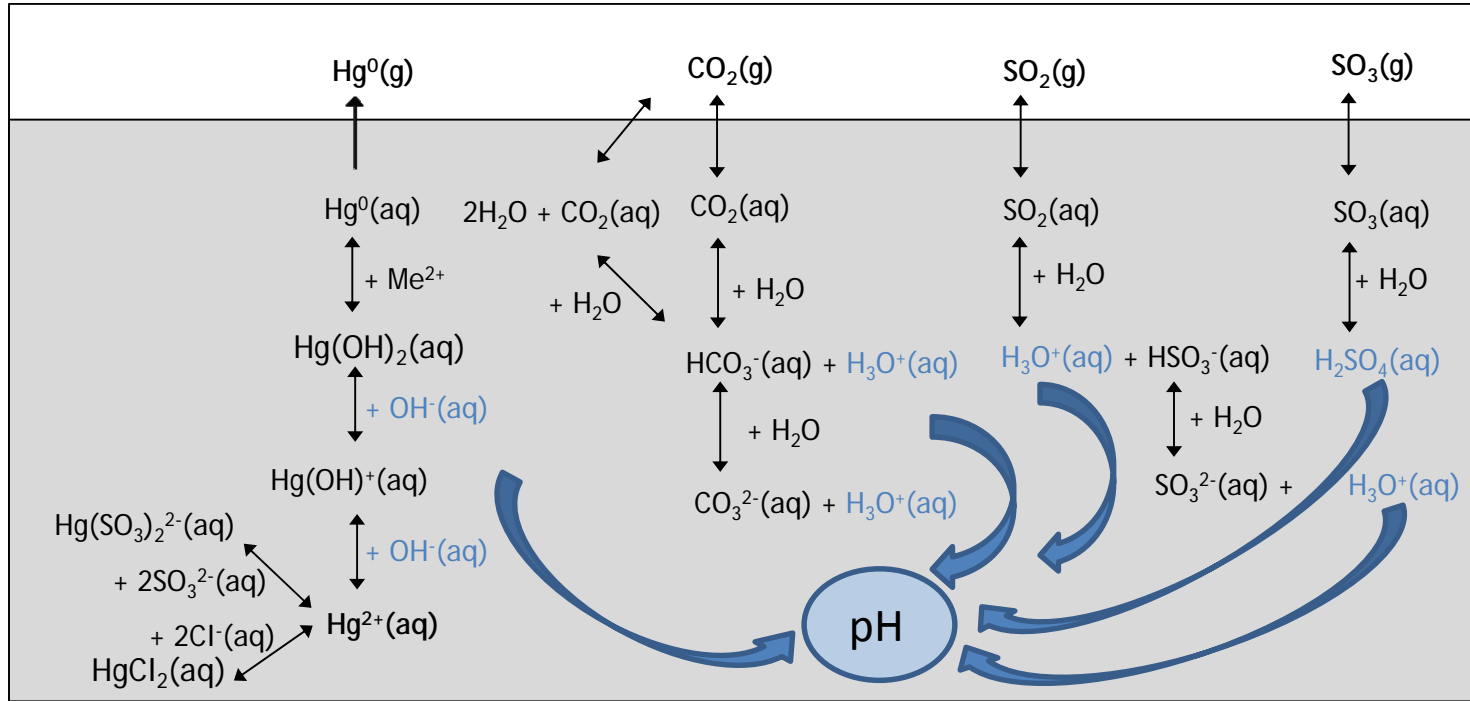 Hg⁰(g) CO₂(g) SO₂(g) SO₃(g)
Hg⁰(aq) 2H₂O + CO₂(aq) CO₂(aq) SO₂(aq) SO₃(aq)
+ Me²⁺ + H₂O + H₂O + H₂O + H₂O
Hg(OH)₂(aq) HCO₃⁻(aq) + H₃O⁺(aq) H₃O⁺(aq) + HSO₃⁻(aq) H₂SO₄(aq)
+ OH⁻(aq) + H₂O + H₂O
Hg(OH)⁺(aq) CO₃²⁻(aq) + H₃O⁺(aq) SO₃²⁻(aq) + H₃O⁺(aq)
Hg(SO₃)₂²⁻(aq) + OH⁻(aq)
+ 2SO₃²⁻(aq)
Hg²⁺(aq) pH
+ 2Cl⁻(aq)
HgCl₂(aq)